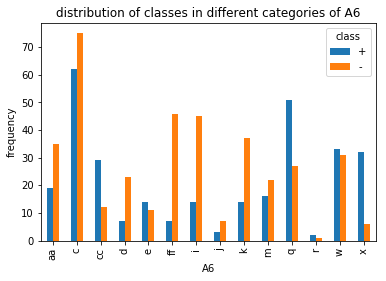 distribution of classes in different categories of A6
class
+
-
frequency
70
60
50
40
30
20
10
0
aa
c
cc
d
e
ff
i
j
k
m
q
r
w
x
A6